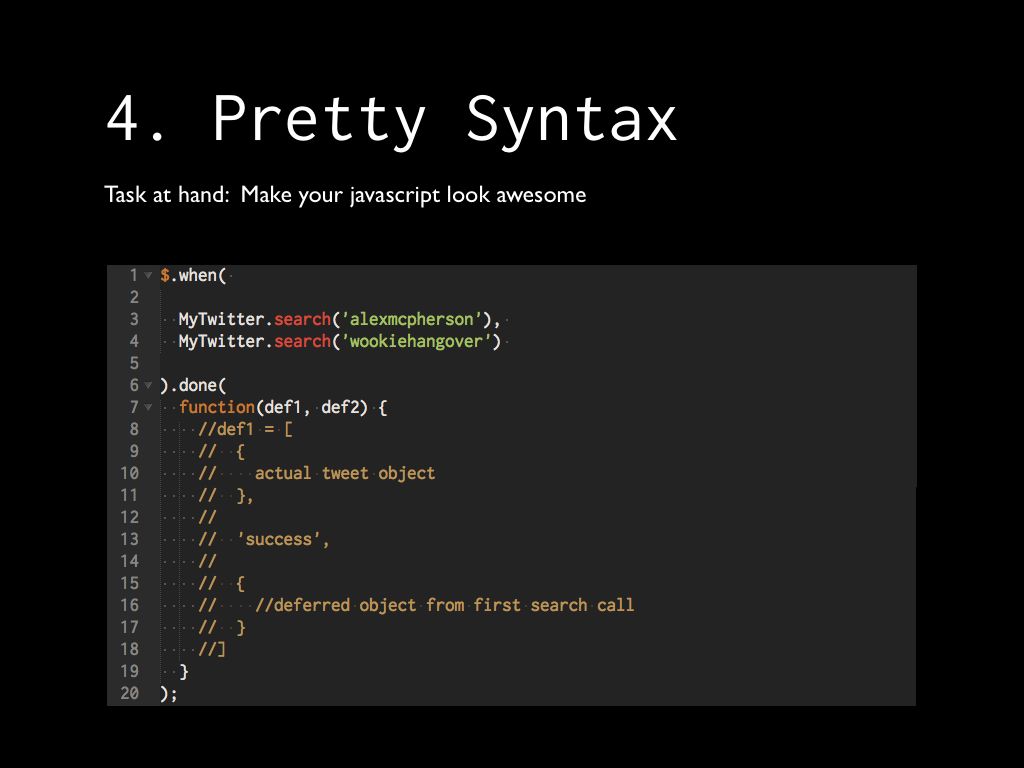 4. Pretty Syntax
Task at hand: Make your javascript look awesome
1 $.when(
2
3 MyTwitter.search('alexmcpherson'),
4 MyTwitter.search('wookiehangover')
5
6 ).done(
7 function(def1, def2) {
8 //def1 = [
9 // {
10 // actual tweet object
11 // },
12 //
13 // 'success',
14 //
15 // {
16 // //deferred object from first search call
17 // }
18 //]
19 }
20 );